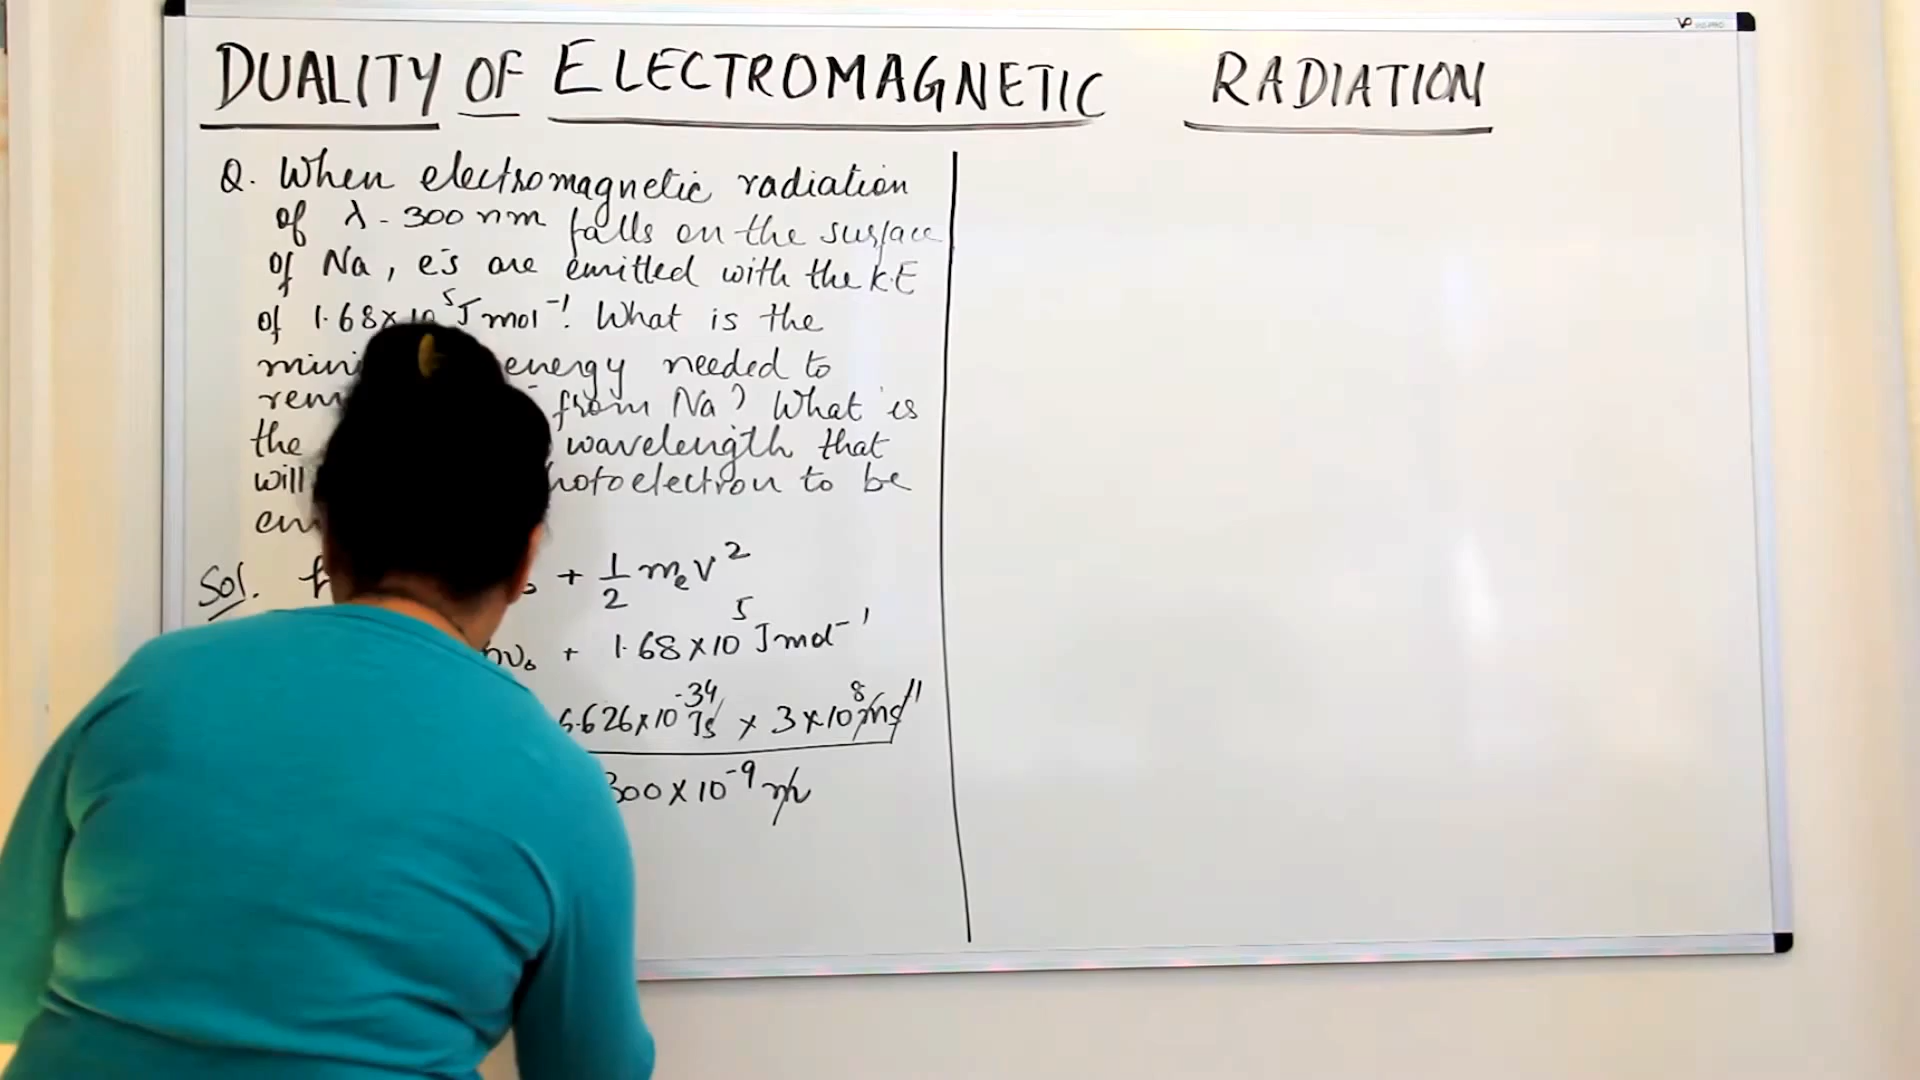 DUALITY OF ELECTROMAGNETIC RADIATION
Q. When electromagnetic radiation
of λ - 300 nm falls on the surface
of Na, e⁻s are emitted with the K.E
of 1.68 × 10⁵ J mol⁻¹. What is the
energy needed to
from Na? What is
the wavelength that
will to be
Sol. + 1/2 mₑv²
hν₀ + 1.68 × 10⁵ J mol⁻¹
6.626 × 10⁻³⁴ Js × 3 × 10⁸ ms⁻¹
300 × 10⁻⁹ m